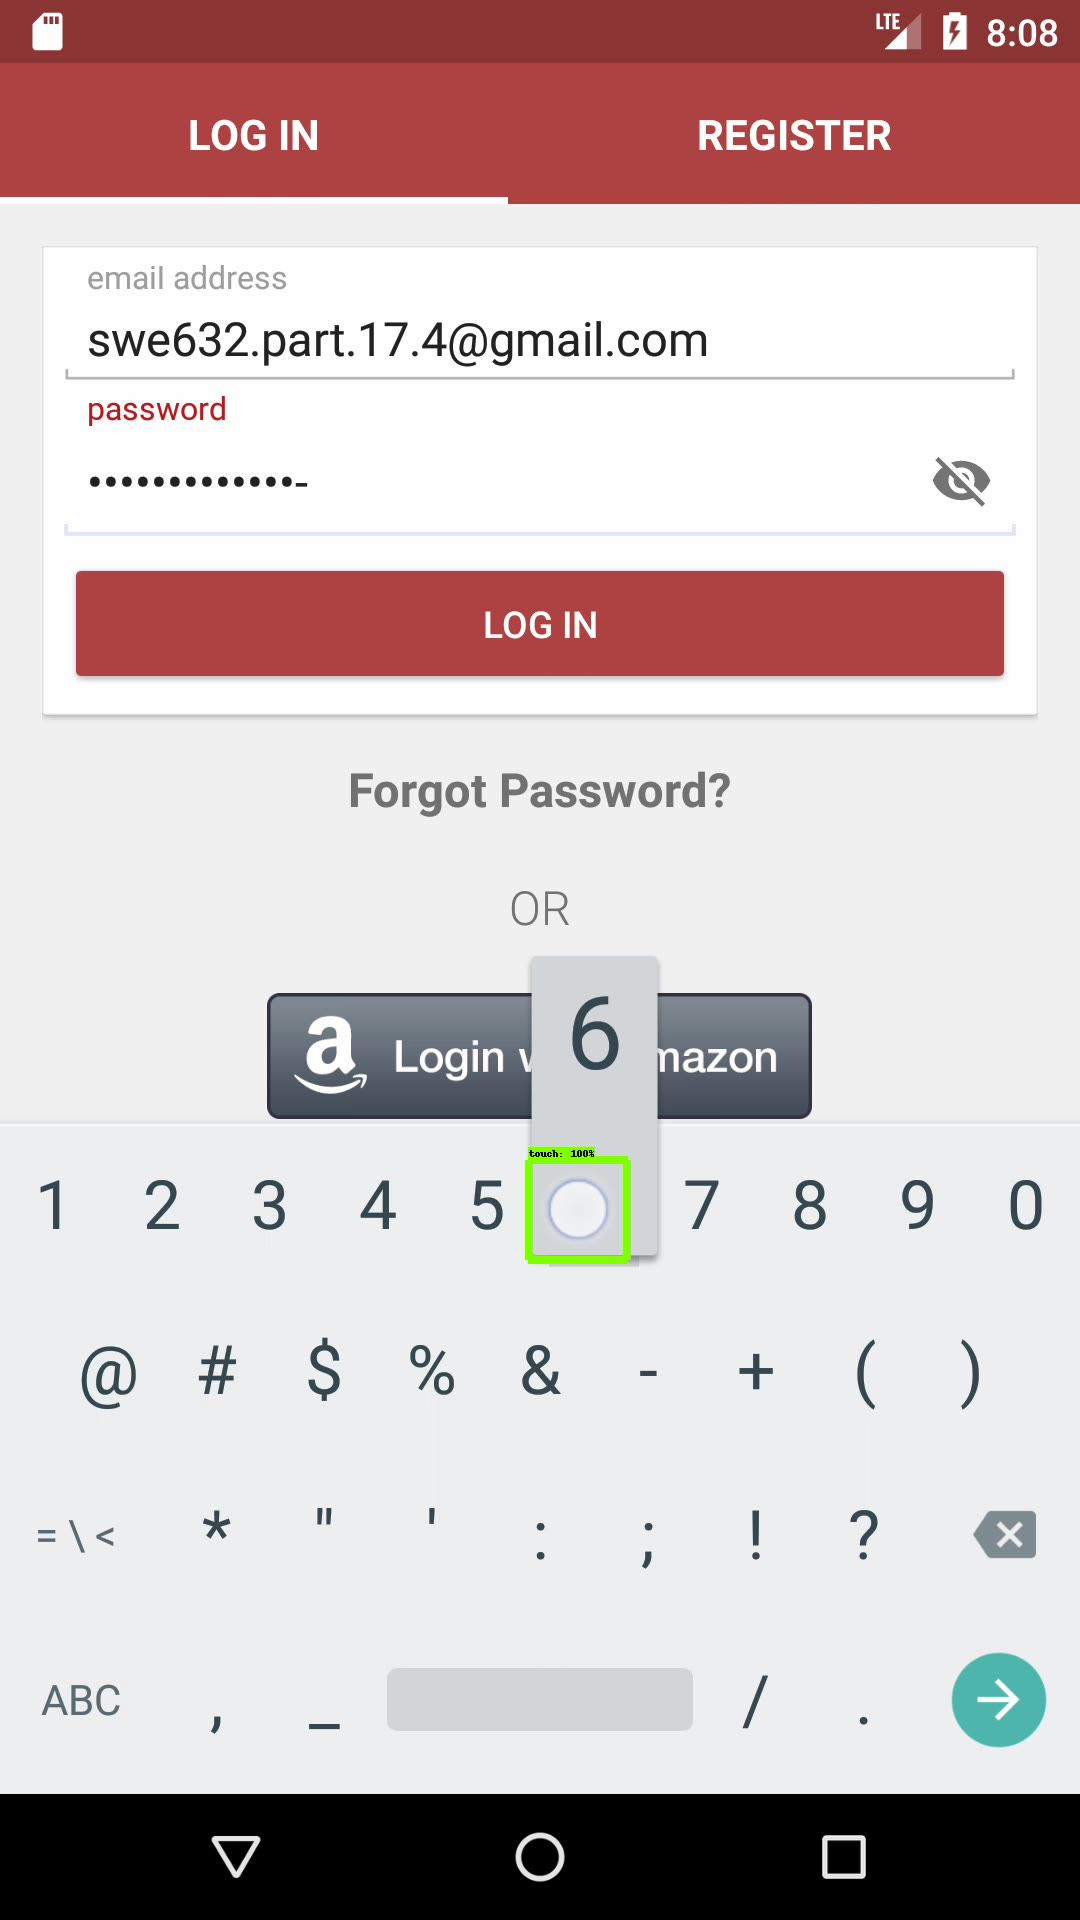 LTE 8:08
LOG IN REGISTER
email address
swe632.part.17.4@gmail.com
password
•••••••••••••-
LOG IN
Forgot Password?
OR
6
a Login w mazon
touch: 100%
1 2 3 4 5 7 8 9 0
@ # $ % & - + ( )
= \ < * " ' : ; ! ?
ABC , _ / .